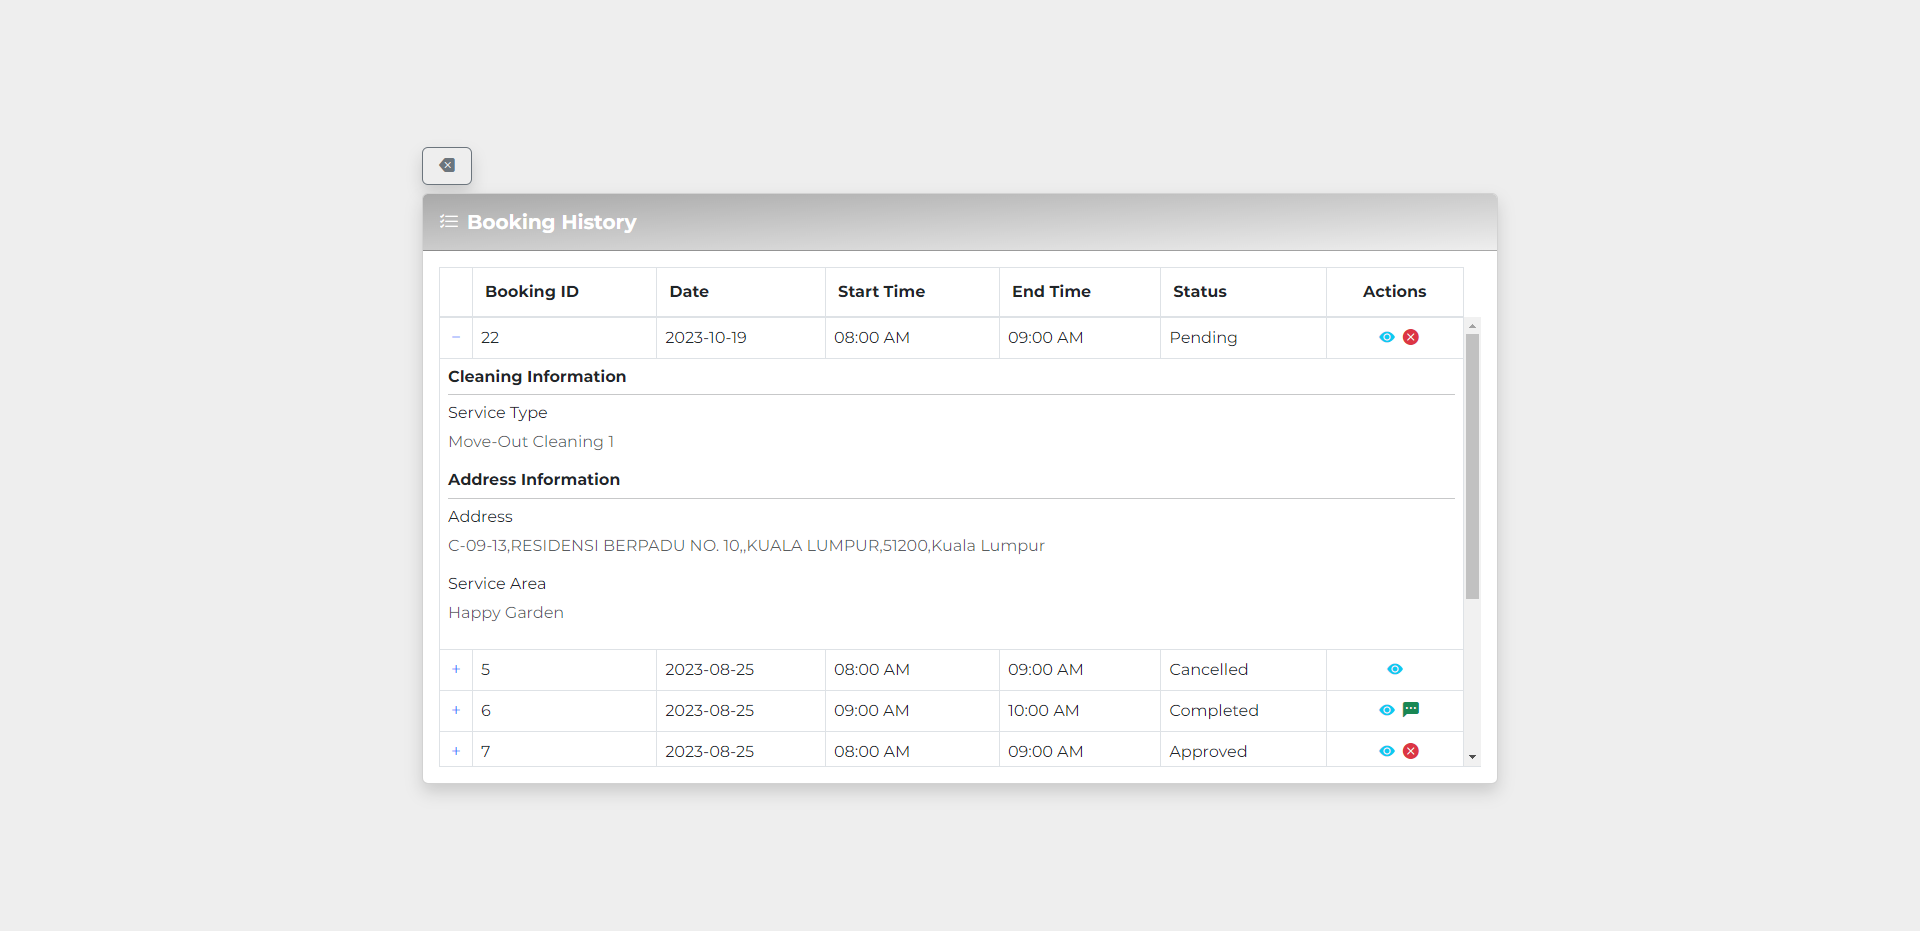 Booking History
Booking ID Date Start Time End Time Status Actions
− 22 2023-10-19 08:00 AM 09:00 AM Pending
Cleaning Information
Service Type
Move-Out Cleaning 1
Address Information
Address
C-09-13,RESIDENSI BERPADU NO. 10,,KUALA LUMPUR,51200,Kuala Lumpur
Service Area
Happy Garden
+ 5 2023-08-25 08:00 AM 09:00 AM Cancelled
+ 6 2023-08-25 09:00 AM 10:00 AM Completed
+ 7 2023-08-25 08:00 AM 09:00 AM Approved